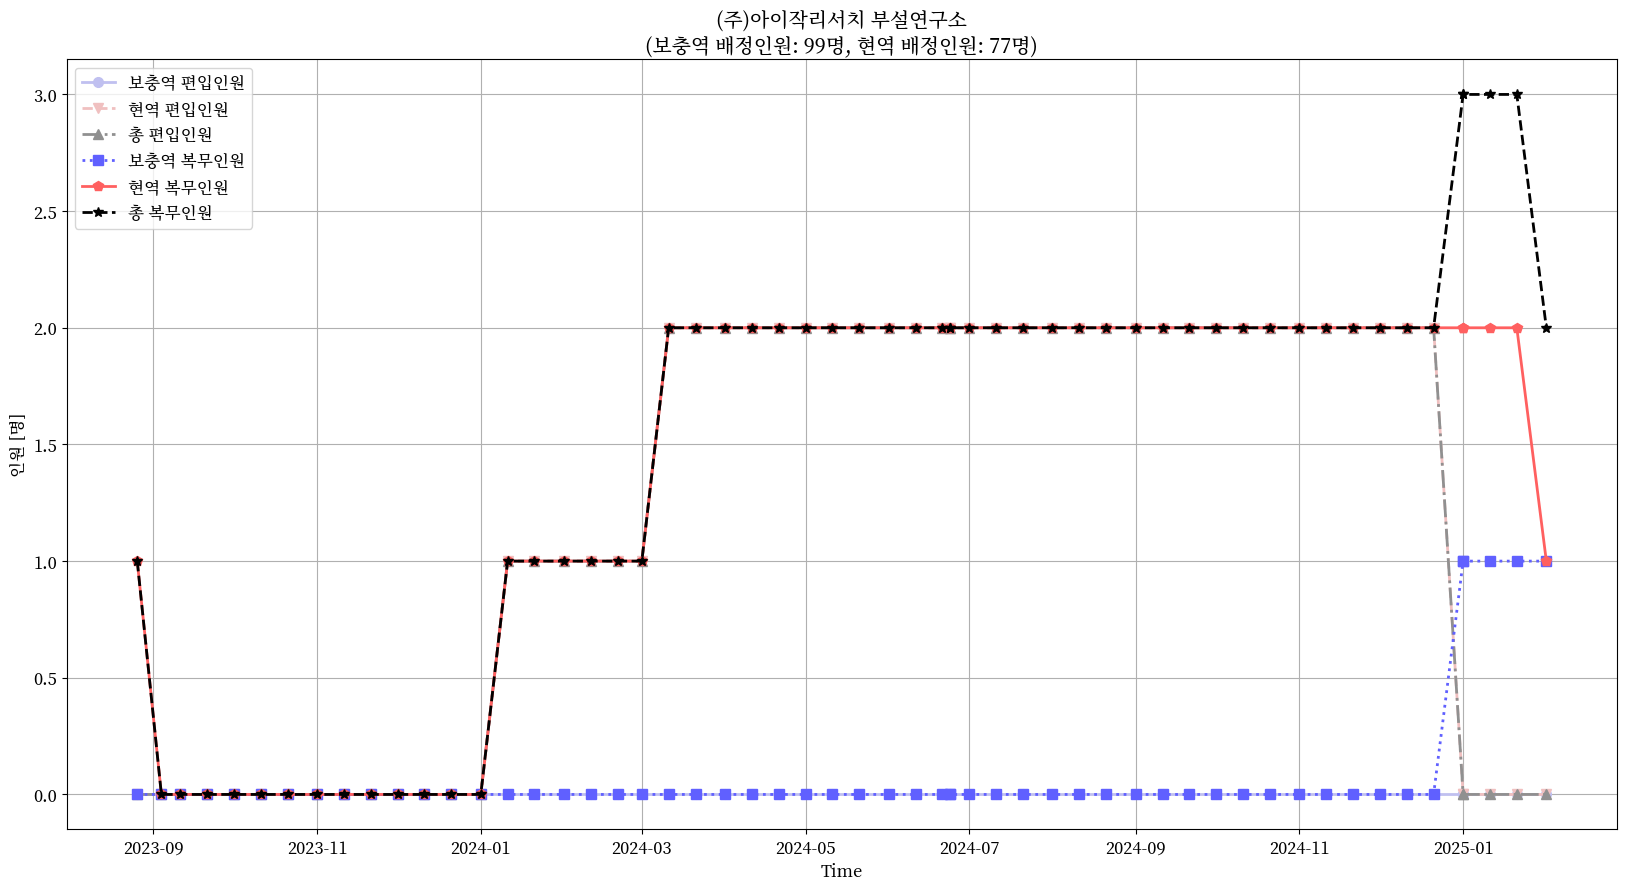 (주)아이작리서치 부설연구소
(보충역 배정인원: 99명, 현역 배정인원: 77명)
보충역 편입인원
현역 편입인원
총 편입인원
보충역 복무인원
현역 복무인원
총 복무인원
3.0
2.5
2.0
1.5
1.0
0.5
0.0
인원 [명]
2023-09
2023-11
2024-01
2024-03
2024-05
2024-07
2024-09
2024-11
2025-01
Time